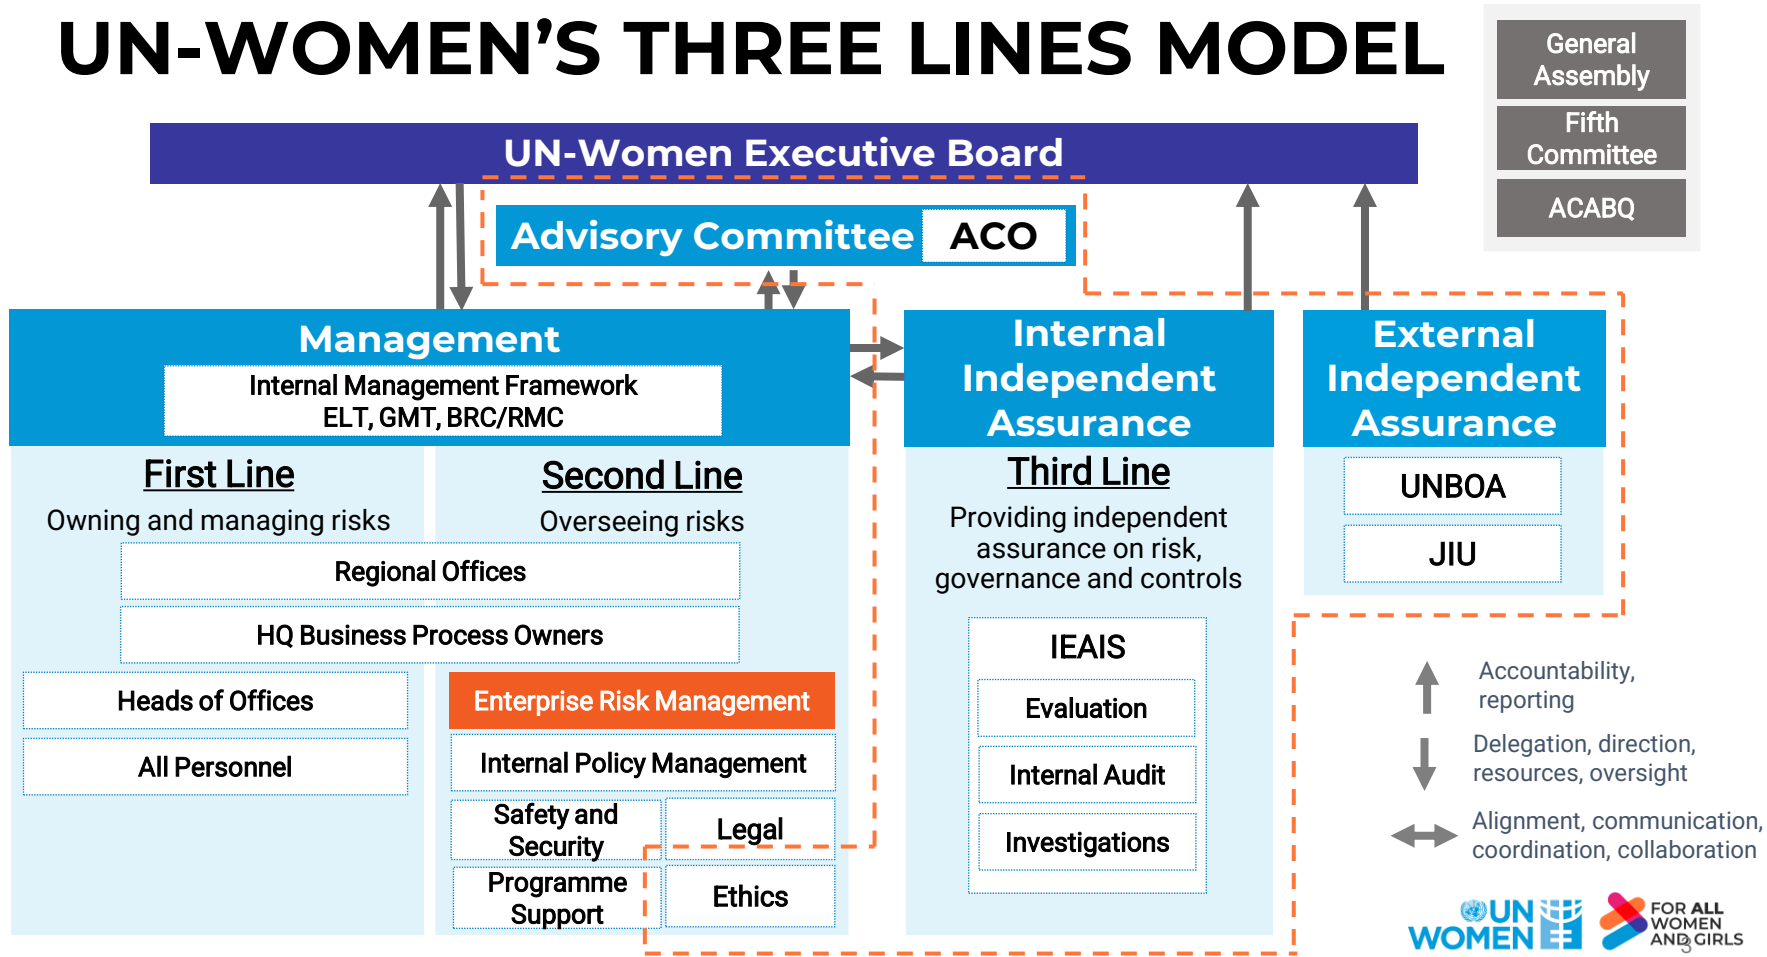 UN-WOMEN’S THREE LINES MODEL
General
Assembly
Fifth
Committee
ACABQ
UN-Women Executive Board
Advisory Committee ACO
Management
Internal Management Framework
ELT, GMT, BRC/RMC
Internal
Independent
Assurance
External
Independent
Assurance
First Line
Owning and managing risks
Second Line
Overseeing risks
Regional Offices
HQ Business Process Owners
Heads of Offices
All Personnel
Enterprise Risk Management
Internal Policy Management
Safety and
Security
Legal
Programme
Support
Ethics
Third Line
Providing independent
assurance on risk,
governance and controls
IEAIS
Evaluation
Internal Audit
Investigations
UNBOA
JIU
Accountability,
reporting
Delegation, direction,
resources, oversight
Alignment, communication,
coordination, collaboration
UN
WOMEN
FOR ALL
WOMEN
AND GIRLS
3